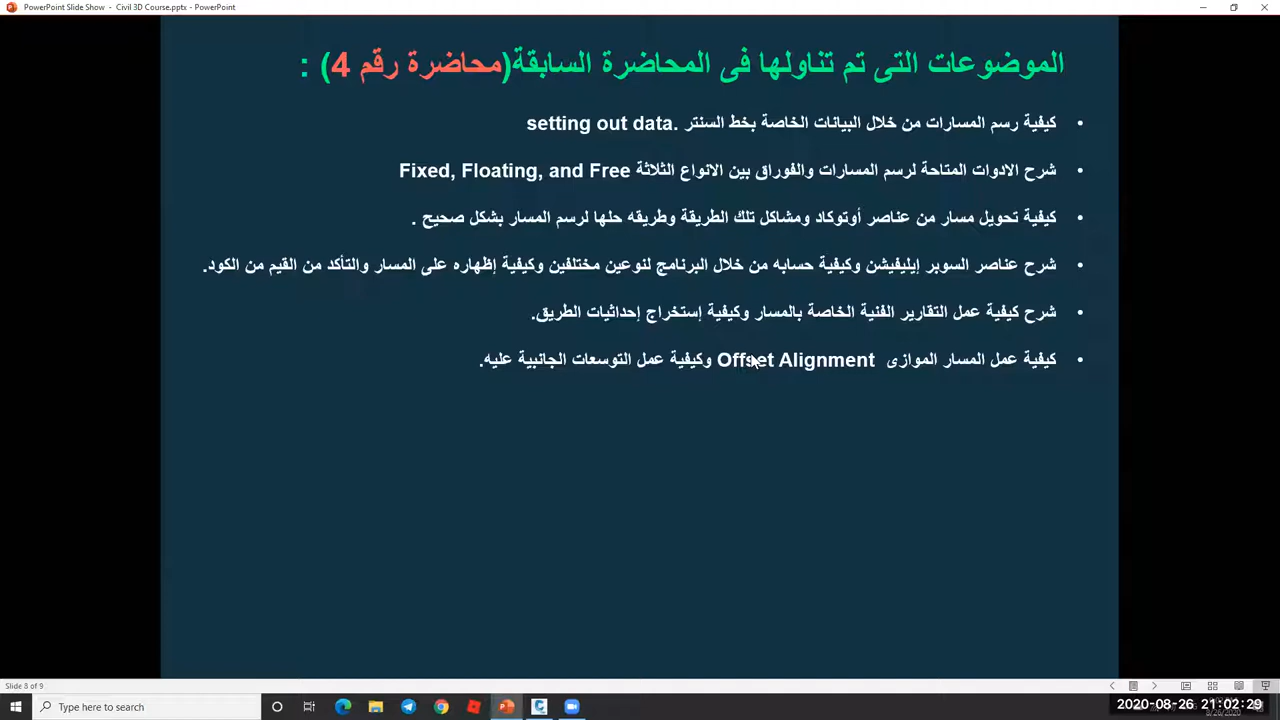 PowerPoint Slide Show - Civil 3D Course.pptx - PowerPoint
الموضوعات التى تم تناولها فى المحاضرة السابقة(محاضرة رقم 4) :
• كيفية رسم المسارات من خلال البيانات الخاصة بخط السنتر .setting out data
• شرح الادوات المتاحة لرسم المسارات والفوراق بين الانواع الثلاثة Fixed, Floating, and Free
• كيفية تحويل مسار من عناصر أوتوكاد ومشاكل تلك الطريقة وطريقه حلها لرسم المسار بشكل صحيح .
• شرح عناصر السوبر إيليفيشن وكيفية حسابه من خلال البرنامج لنوعين مختلفين وكيفية إظهاره على المسار والتأكد من القيم من الكود.
• شرح كيفية عمل التقارير الفنية الخاصة بالمسار وكيفية إستخراج إحداثيات الطريق.
• كيفية عمل المسار الموازى Offset Alignment وكيفية عمل التوسعات الجانبية عليه.
Slide 8 of 9
Type here to search
2020-08-26 21:02:29